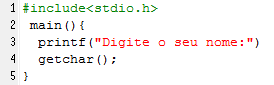 1 #include<stdio.h>
2 main(){
3 printf("Digite o seu nome:")
4 getchar();
5 }